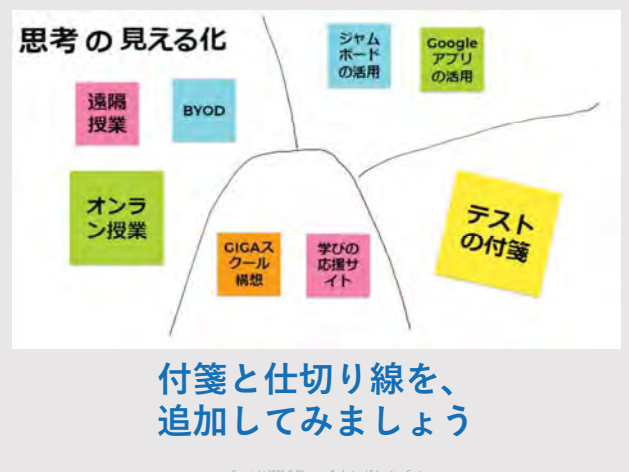 思考の見える化
ジャム
ボード
の活用
Google
アプリ
の活用
遠隔
授業
BYOD
オンラ
イン授業
テスト
の付箋
GIGAス
クール
構想
学びの
応援サ
イト
付箋と仕切り線を、
追加してみましょう